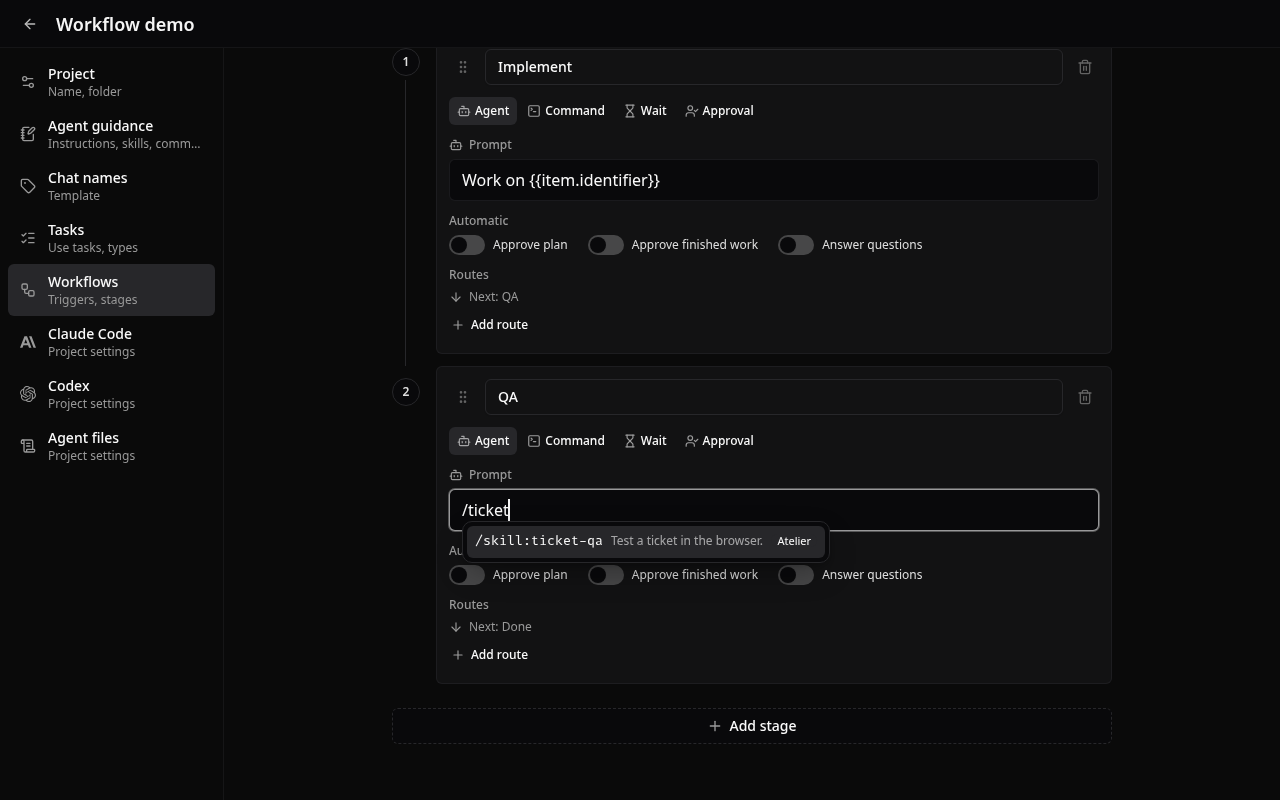 Workflow demo
Project
Name, folder
Agent guidance
Instructions, skills, comm...
Chat names
Template
Tasks
Use tasks, types
Workflows
Triggers, stages
Claude Code
Project settings
Codex
Project settings
Agent files
Project settings
1
Implement
Agent Command Wait Approval
Prompt
Work on {{item.identifier}}
Automatic
Approve plan Approve finished work Answer questions
Routes
Next: QA
Add route
2
QA
Agent Command Wait Approval
Prompt
/ticket
/skill:ticket-qa Test a ticket in the browser. Atelier
Approve plan Approve finished work Answer questions
Routes
Next: Done
Add route
Add stage